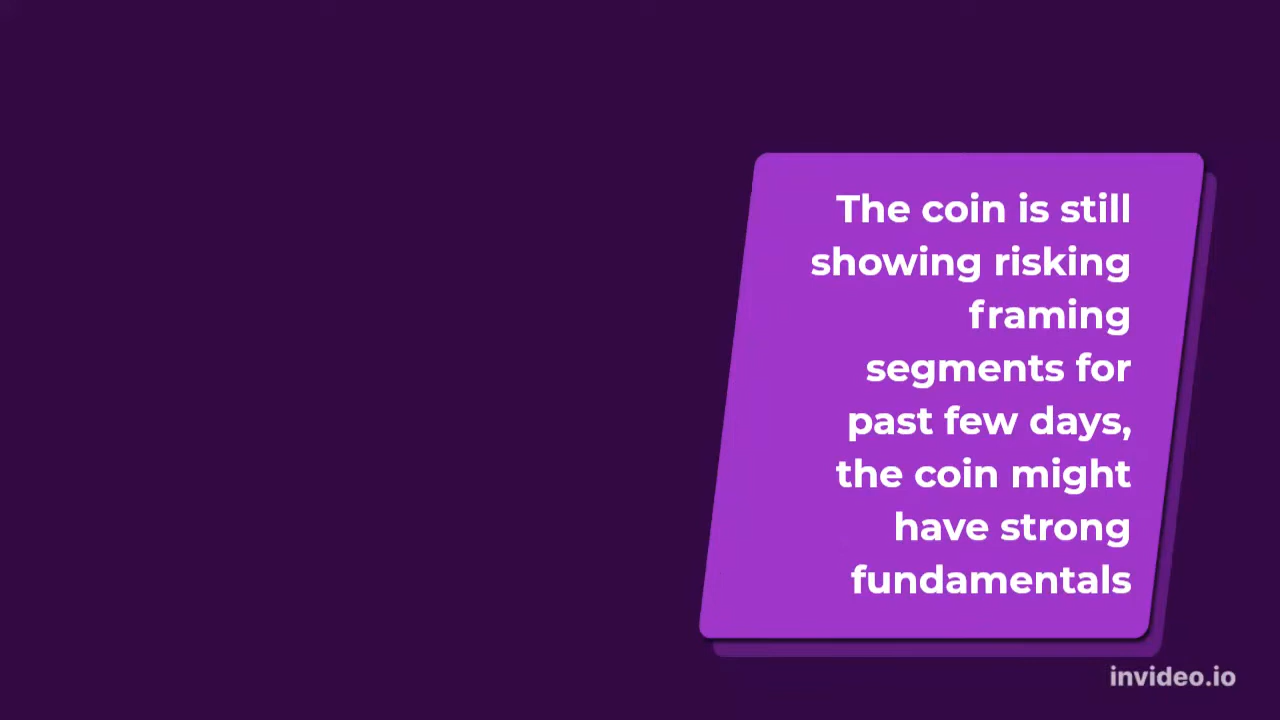 The coin is still
showing risking
framing
segments for
past few days,
the coin might
have strong
fundamentals
invideo.io